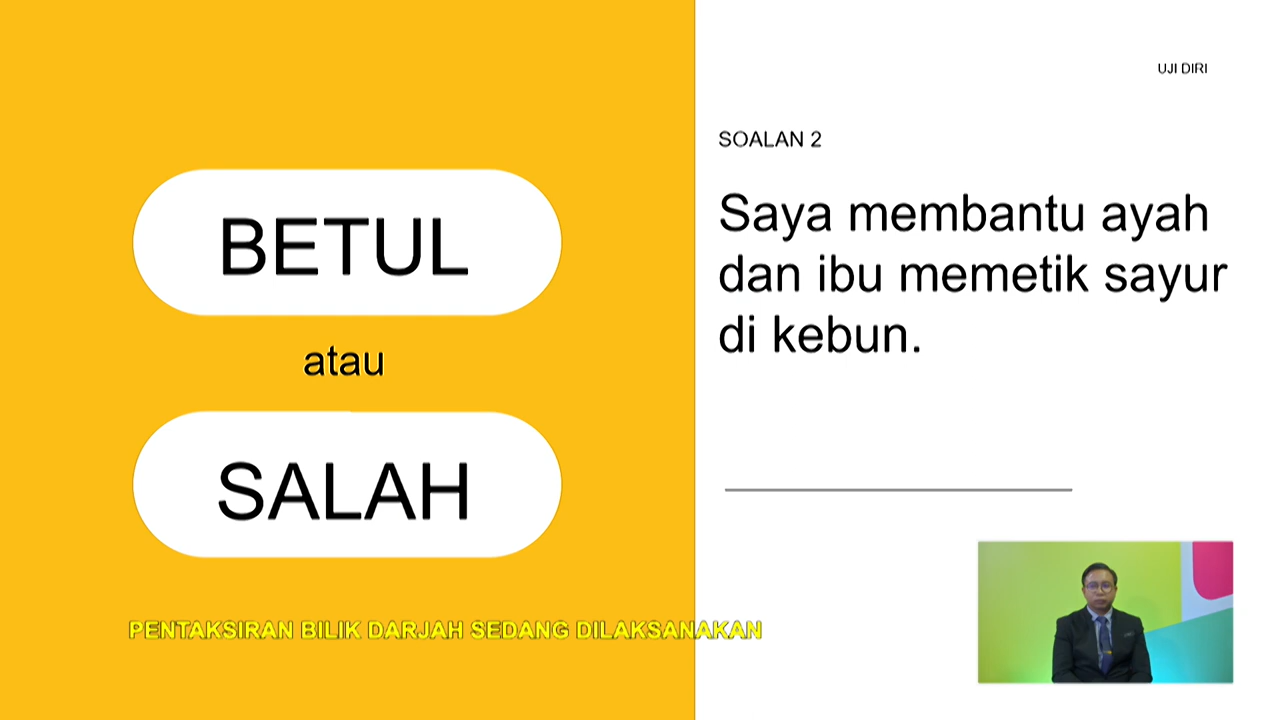 UJI DIRI
SOALAN 2
BETUL
atau
SALAH
Saya membantu ayah
dan ibu memetik sayur
di kebun.
PENTAKSIRAN BILIK DARJAH SEDANG DILAKSANAKAN